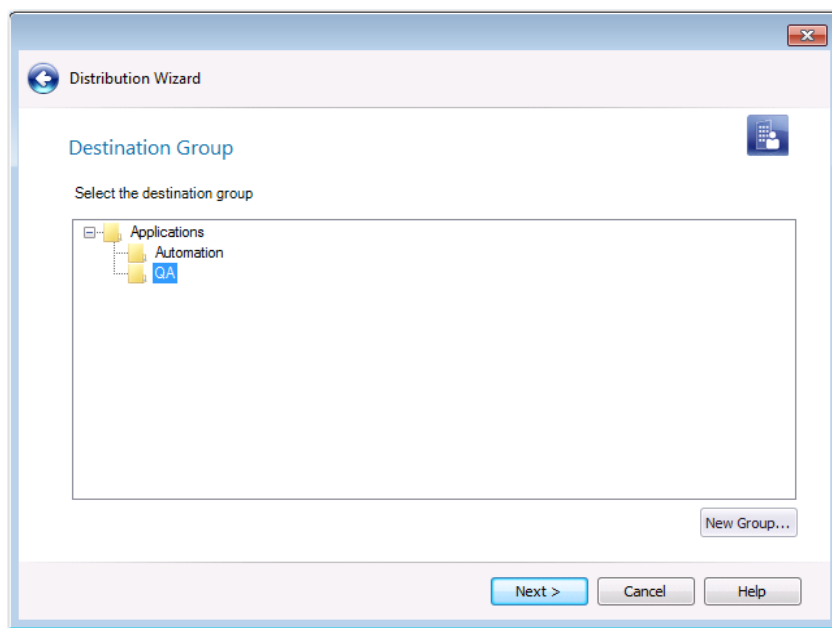 Distribution Wizard
Destination Group
Select the destination group
Applications
Automation
QA
New Group...
Next >
Cancel
Help